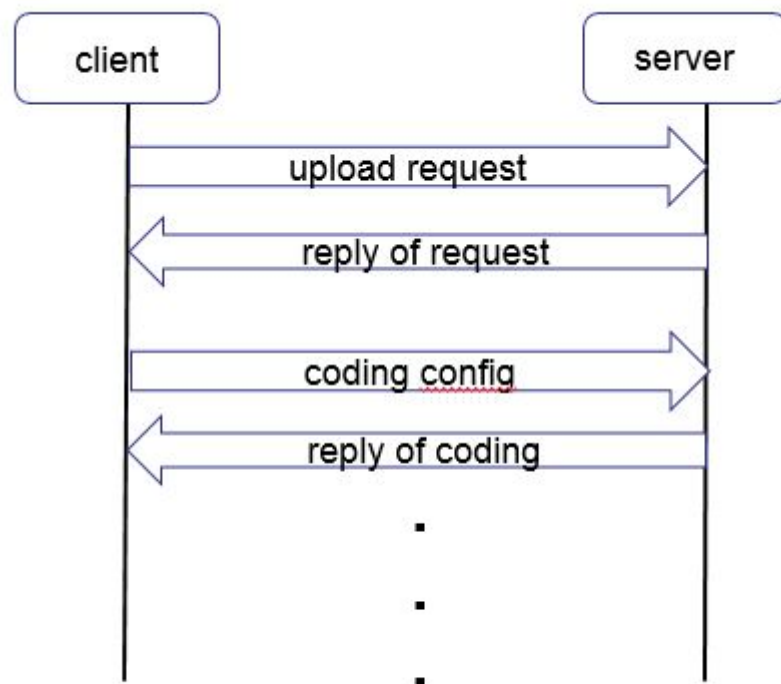 client
server
upload request
reply of request
coding config
reply of coding
.
.
.